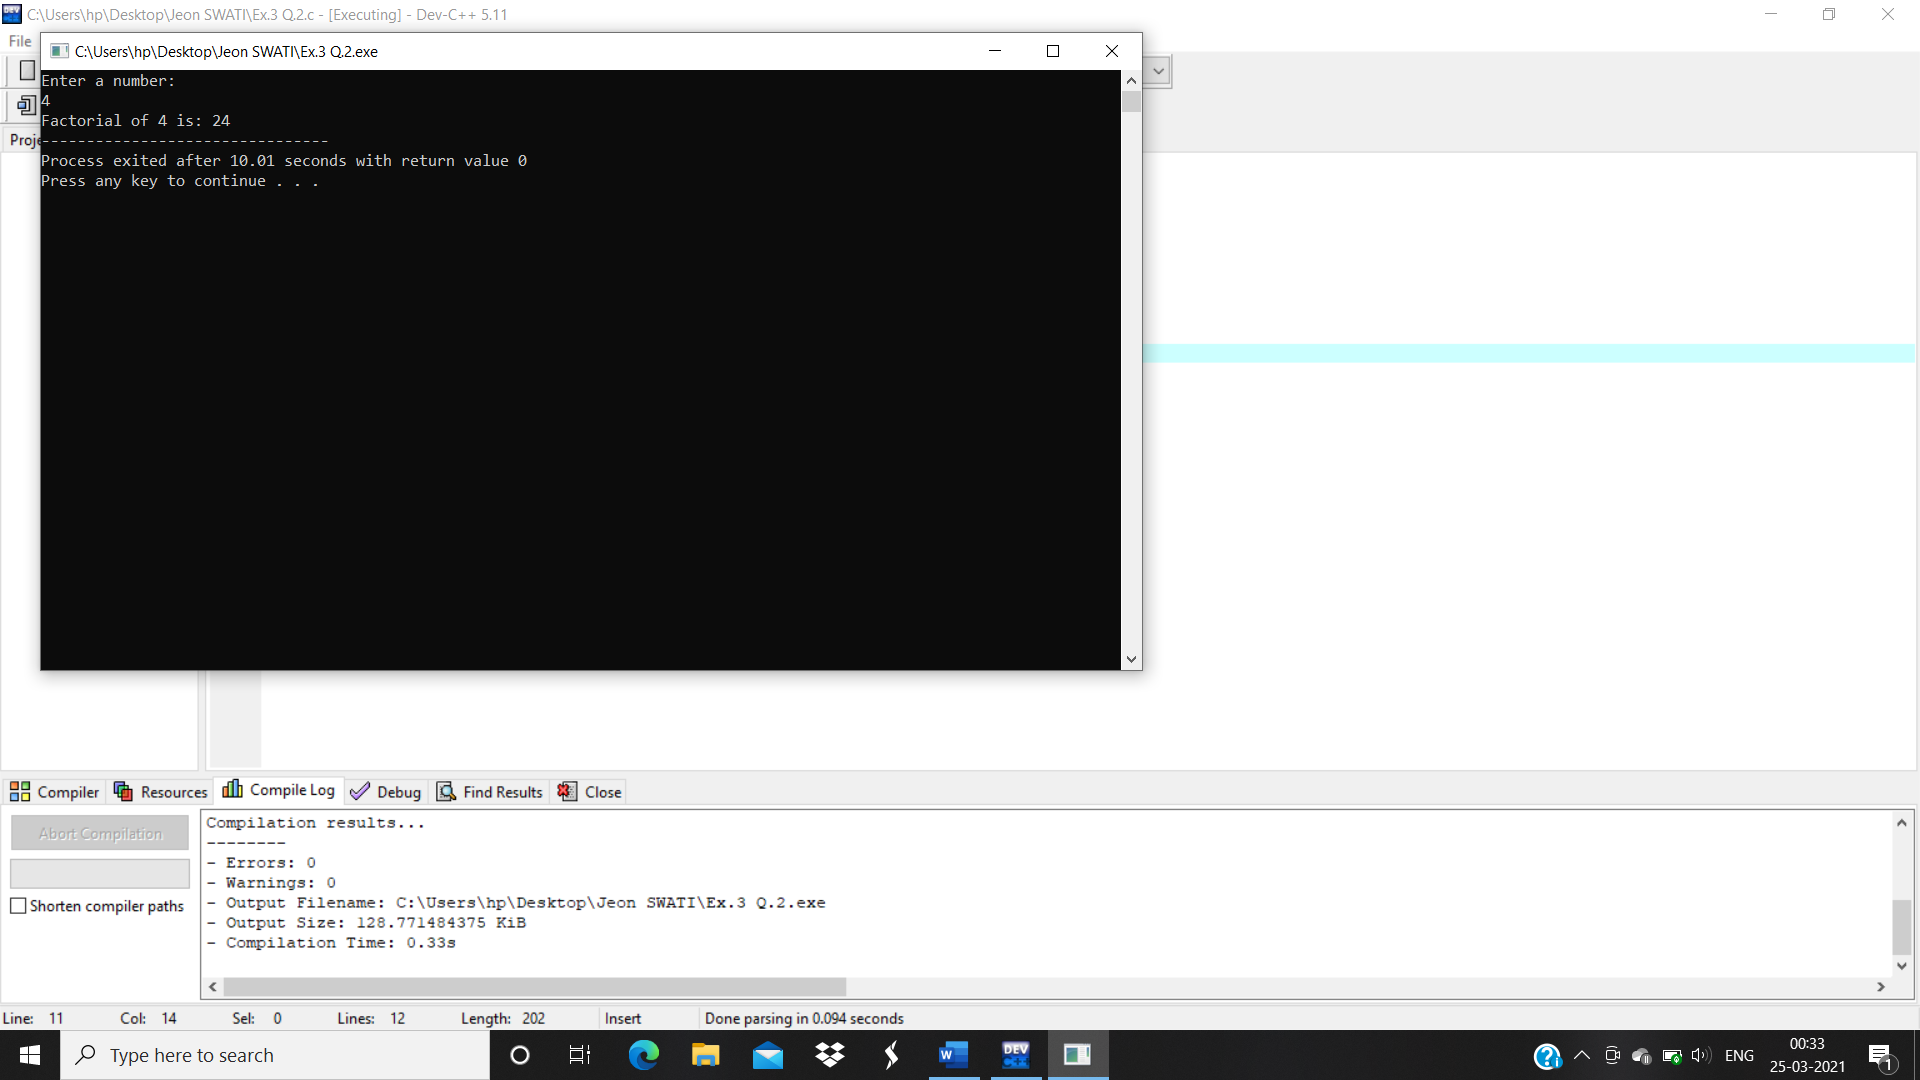 C:\Users\hp\Desktop\Jeon SWATI\Ex.3 Q.2.c - [Executing] - Dev-C++ 5.11
File
C:\Users\hp\Desktop\Jeon SWATI\Ex.3 Q.2.exe
Enter a number:
4
Factorial of 4 is: 24
--------------------------------
Process exited after 10.01 seconds with return value 0
Press any key to continue . . .
Proje
Compiler Resources Compile Log Debug Find Results Close
Abort Compilation
Shorten compiler paths
Compilation results...
--------
- Errors: 0
- Warnings: 0
- Output Filename: C:\Users\hp\Desktop\Jeon SWATI\Ex.3 Q.2.exe
- Output Size: 128.771484375 KiB
- Compilation Time: 0.33s
Line: 11 Col: 14 Sel: 0 Lines: 12 Length: 202 Insert Done parsing in 0.094 seconds
Type here to search
DEV C++
ENG
00:33
25-03-2021
1